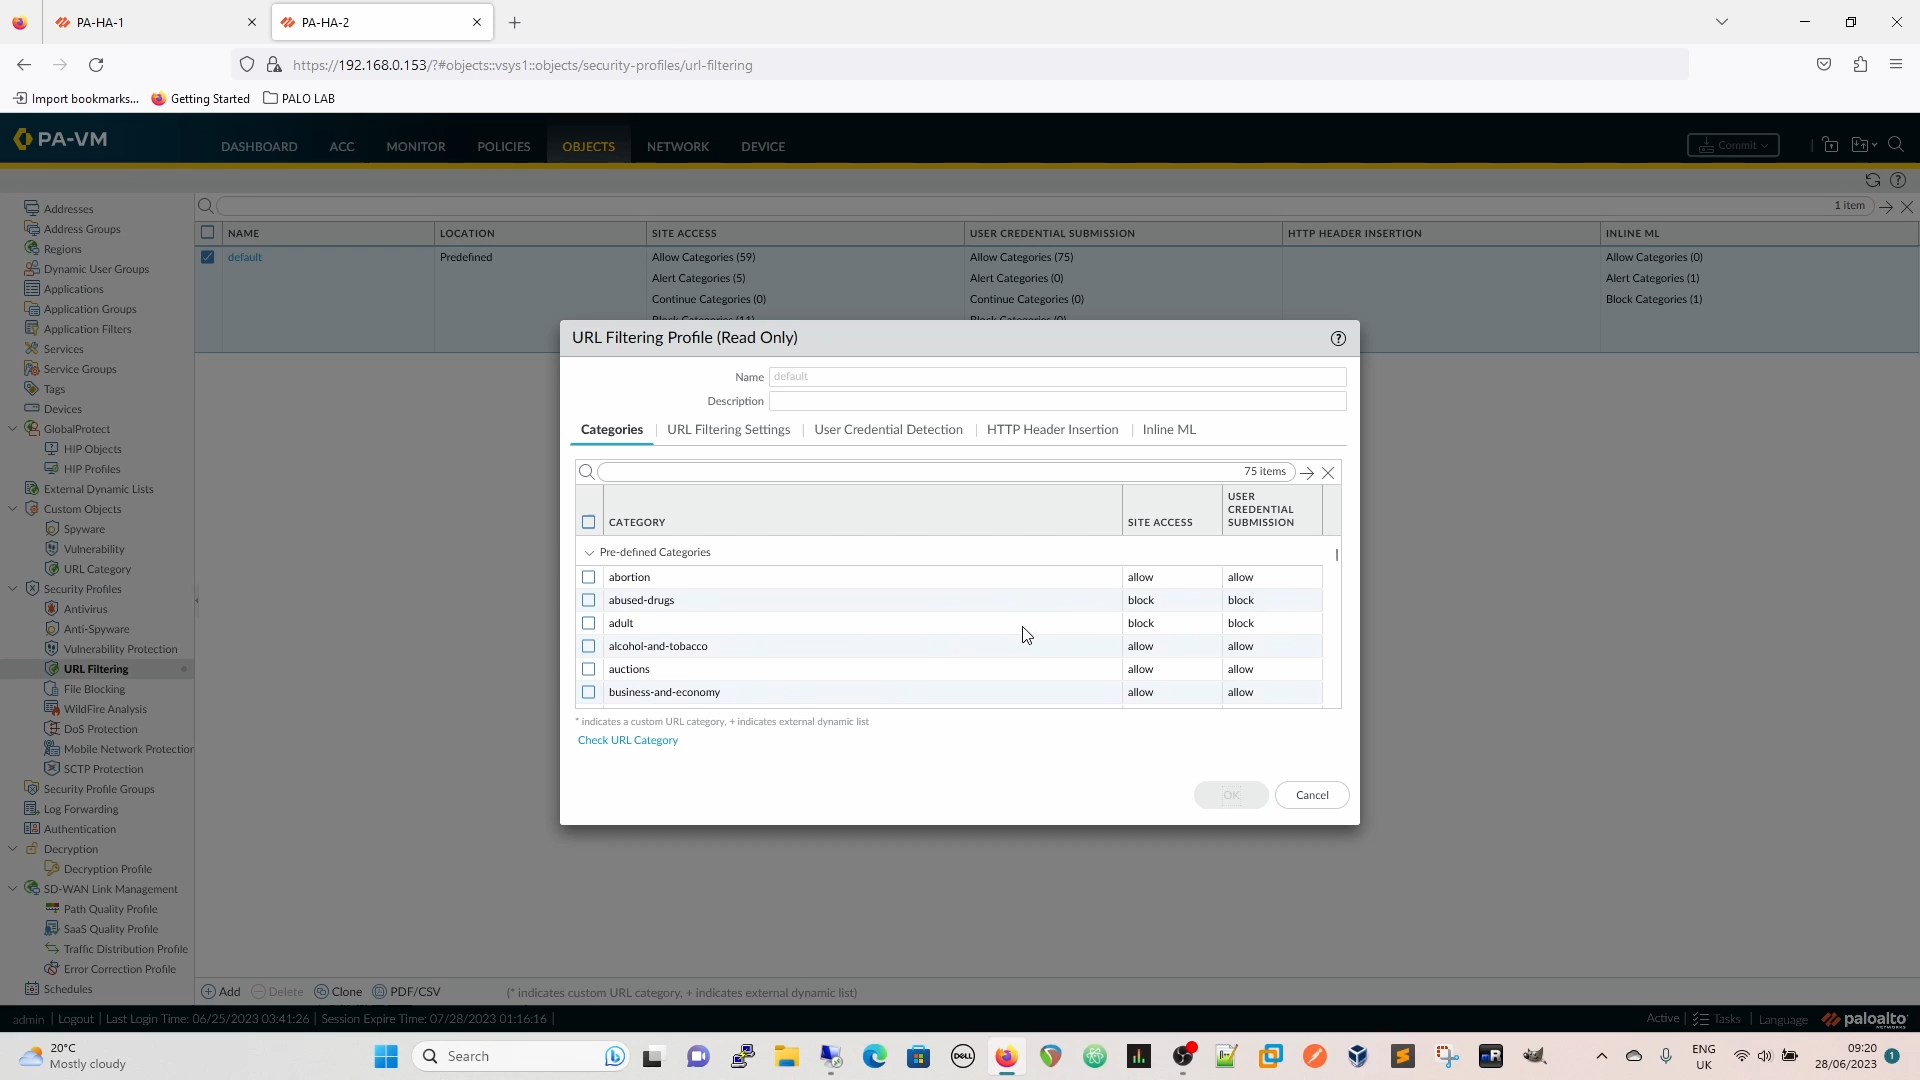 PA-HA-1
PA-HA-2
https://192.168.0.153/?#objects::vsys1::objects/security-profiles/url-filtering
Import bookmarks... Getting Started PALO LAB
PA-VM DASHBOARD ACC MONITOR POLICIES OBJECTS NETWORK DEVICE Commit
1 item
NAME LOCATION SITE ACCESS USER CREDENTIAL SUBMISSION HTTP HEADER INSERTION INLINE ML
default Predefined Allow Categories (59) Allow Categories (75) Allow Categories (0)
Alert Categories (5) Alert Categories (0) Alert Categories (1)
Continue Categories (0) Continue Categories (0) Block Categories (1)
Block Categories (11) Block Categories (0)
Addresses
Address Groups
Regions
Dynamic User Groups
Applications
Application Groups
Application Filters
Services
Service Groups
Tags
Devices
GlobalProtect
HIP Objects
HIP Profiles
External Dynamic Lists
Custom Objects
Spyware
Vulnerability
URL Category
Security Profiles
Antivirus
Anti-Spyware
Vulnerability Protection
URL Filtering
File Blocking
WildFire Analysis
DoS Protection
Mobile Network Protection
SCTP Protection
Security Profile Groups
Log Forwarding
Authentication
Decryption
Decryption Profile
SD-WAN Link Management
Path Quality Profile
SaaS Quality Profile
Traffic Distribution Profile
Error Correction Profile
Schedules
URL Filtering Profile (Read Only)
Name default
Description
Categories URL Filtering Settings User Credential Detection HTTP Header Insertion Inline ML
75 items
CATEGORY SITE ACCESS USER CREDENTIAL SUBMISSION
Pre-defined Categories
abortion allow allow
abused-drugs block block
adult block block
alcohol-and-tobacco allow allow
auctions allow allow
business-and-economy allow allow
* indicates a custom URL category, + indicates external dynamic list
Check URL Category
OK Cancel
Add Delete Clone PDF/CSV (* indicates custom URL category, + indicates external dynamic list)
admin | Logout | Last Login Time: 06/25/2023 03:41:26 | Session Expire Time: 07/28/2023 01:16:16 |
Active | Tasks | Language paloalto NETWORKS
20°C
Mostly cloudy
Search
DELL
ENG
UK
09:20
28/06/2023
1